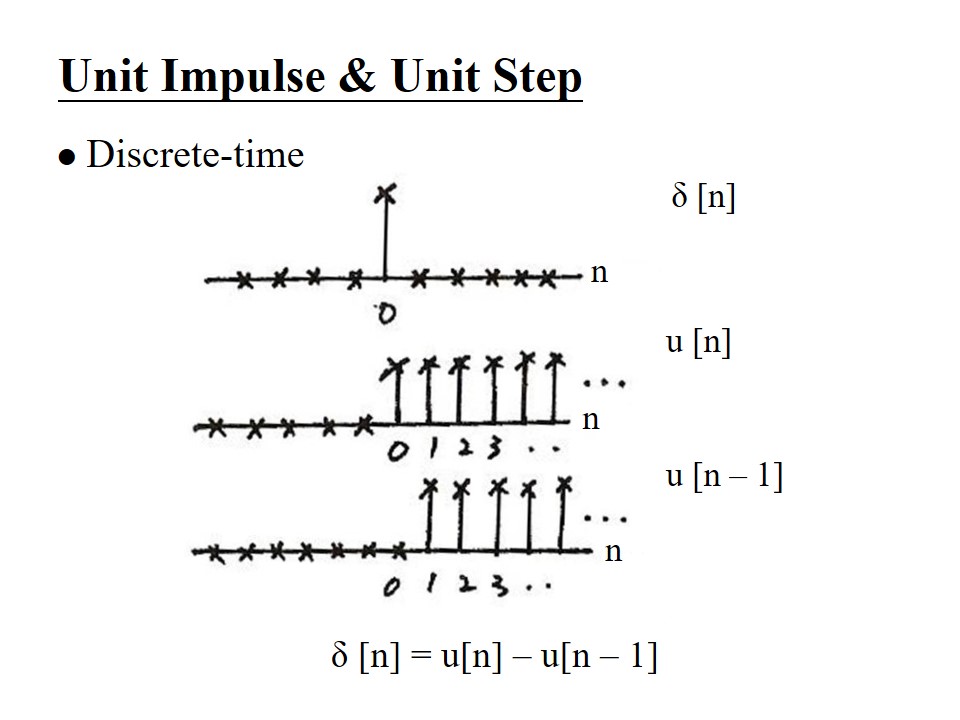 Unit Impulse & Unit Step
● Discrete-time
δ [n]
n
0
u [n]
...
n
0 1 2 3 ..
u [n – 1]
...
n
0 1 2 3 ..
δ [n] = u[n] – u[n – 1]